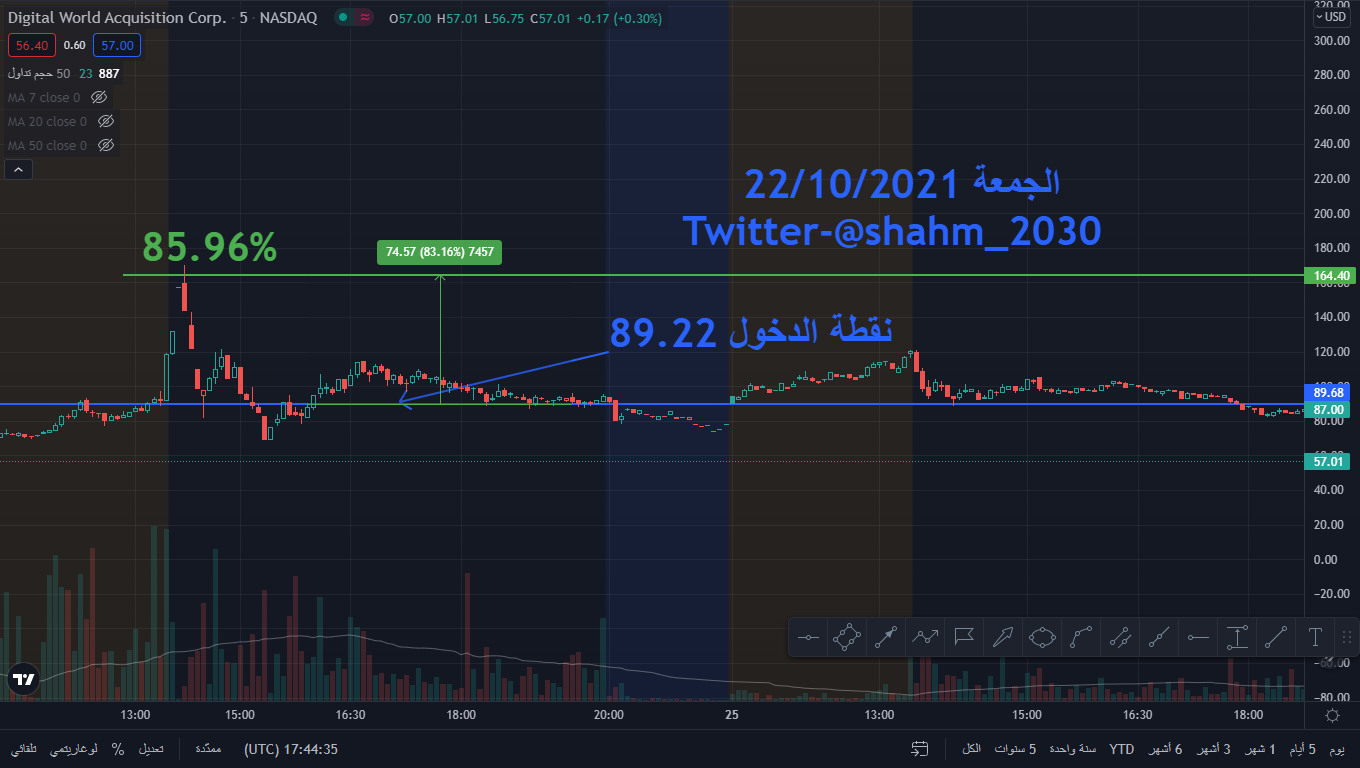 Digital World Acquisition Corp. · 5 · NASDAQ
O57.00 H57.01 L56.75 C57.01 +0.17 (+0.30%)
56.40 0.60 57.00
حجم تداول 50 23 887
MA 7 close 0
MA 20 close 0
MA 50 close 0
USD
320.00
300.00
280.00
260.00
240.00
220.00
200.00
180.00
164.40
160.00
140.00
120.00
100.00
89.68
87.00
80.00
60.00
57.01
40.00
20.00
0.00
−20.00
−60.00
−80.00
الجمعة 22/10/2021
Twitter-@shahm_2030
85.96%
74.57 (83.16%) 7457
نقطة الدخول 89.22
T
13:00 15:00 16:30 18:00 20:00 25 13:00 15:00 16:30 18:00
يوم 5 أيام 1 شهر 3 أشهر 6 أشهر YTD سنة واحدة 5 سنوات الكل
17:44:35 (UTC) ممتدة تعديل % لوغاريتمي تلقائي